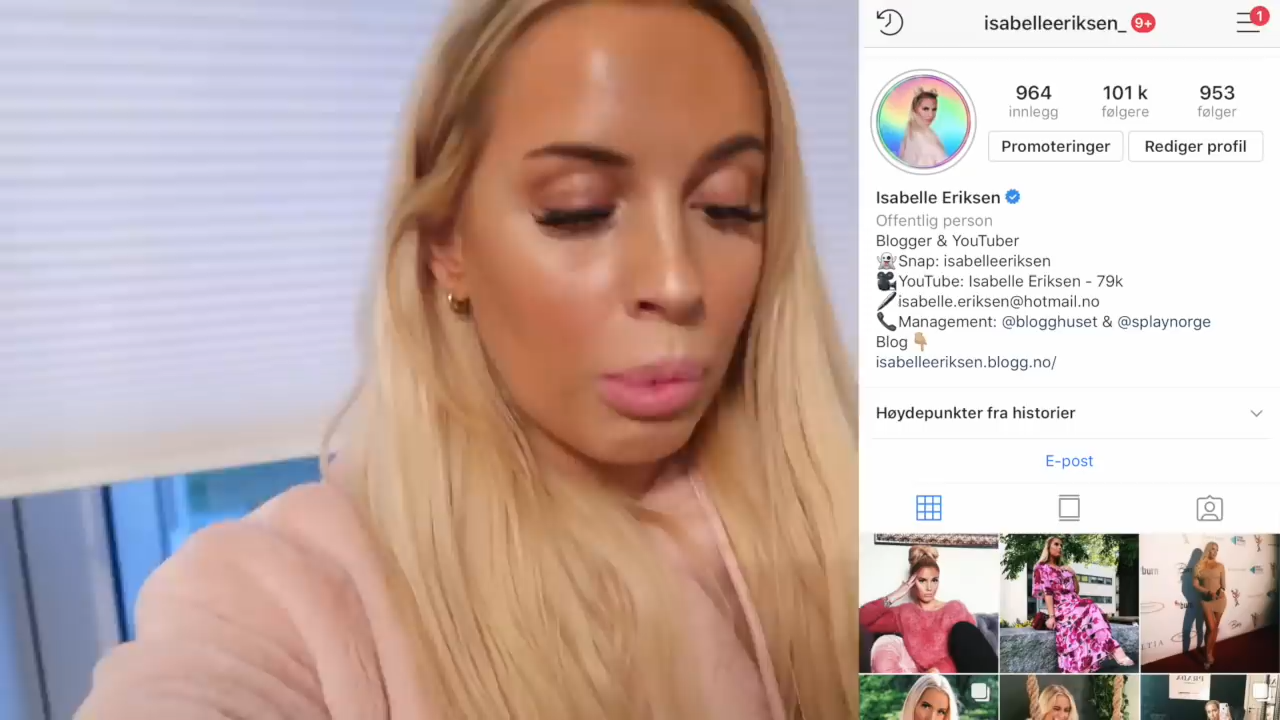 isabelleeriksen_ 9+
1
964
101 k
953
innlegg
følgere
følger
Promoteringer
Rediger profil
Isabelle Eriksen
Offentlig person
Blogger & YouTuber
👻Snap: isabelleeriksen
🎥YouTube: Isabelle Eriksen - 79k
🖊isabelle.eriksen@hotmail.no
📞Management: @blogghuset & @splaynorge
Blog 👇🏼
isabelleeriksen.blogg.no/
Høydepunkter fra historier
E-post